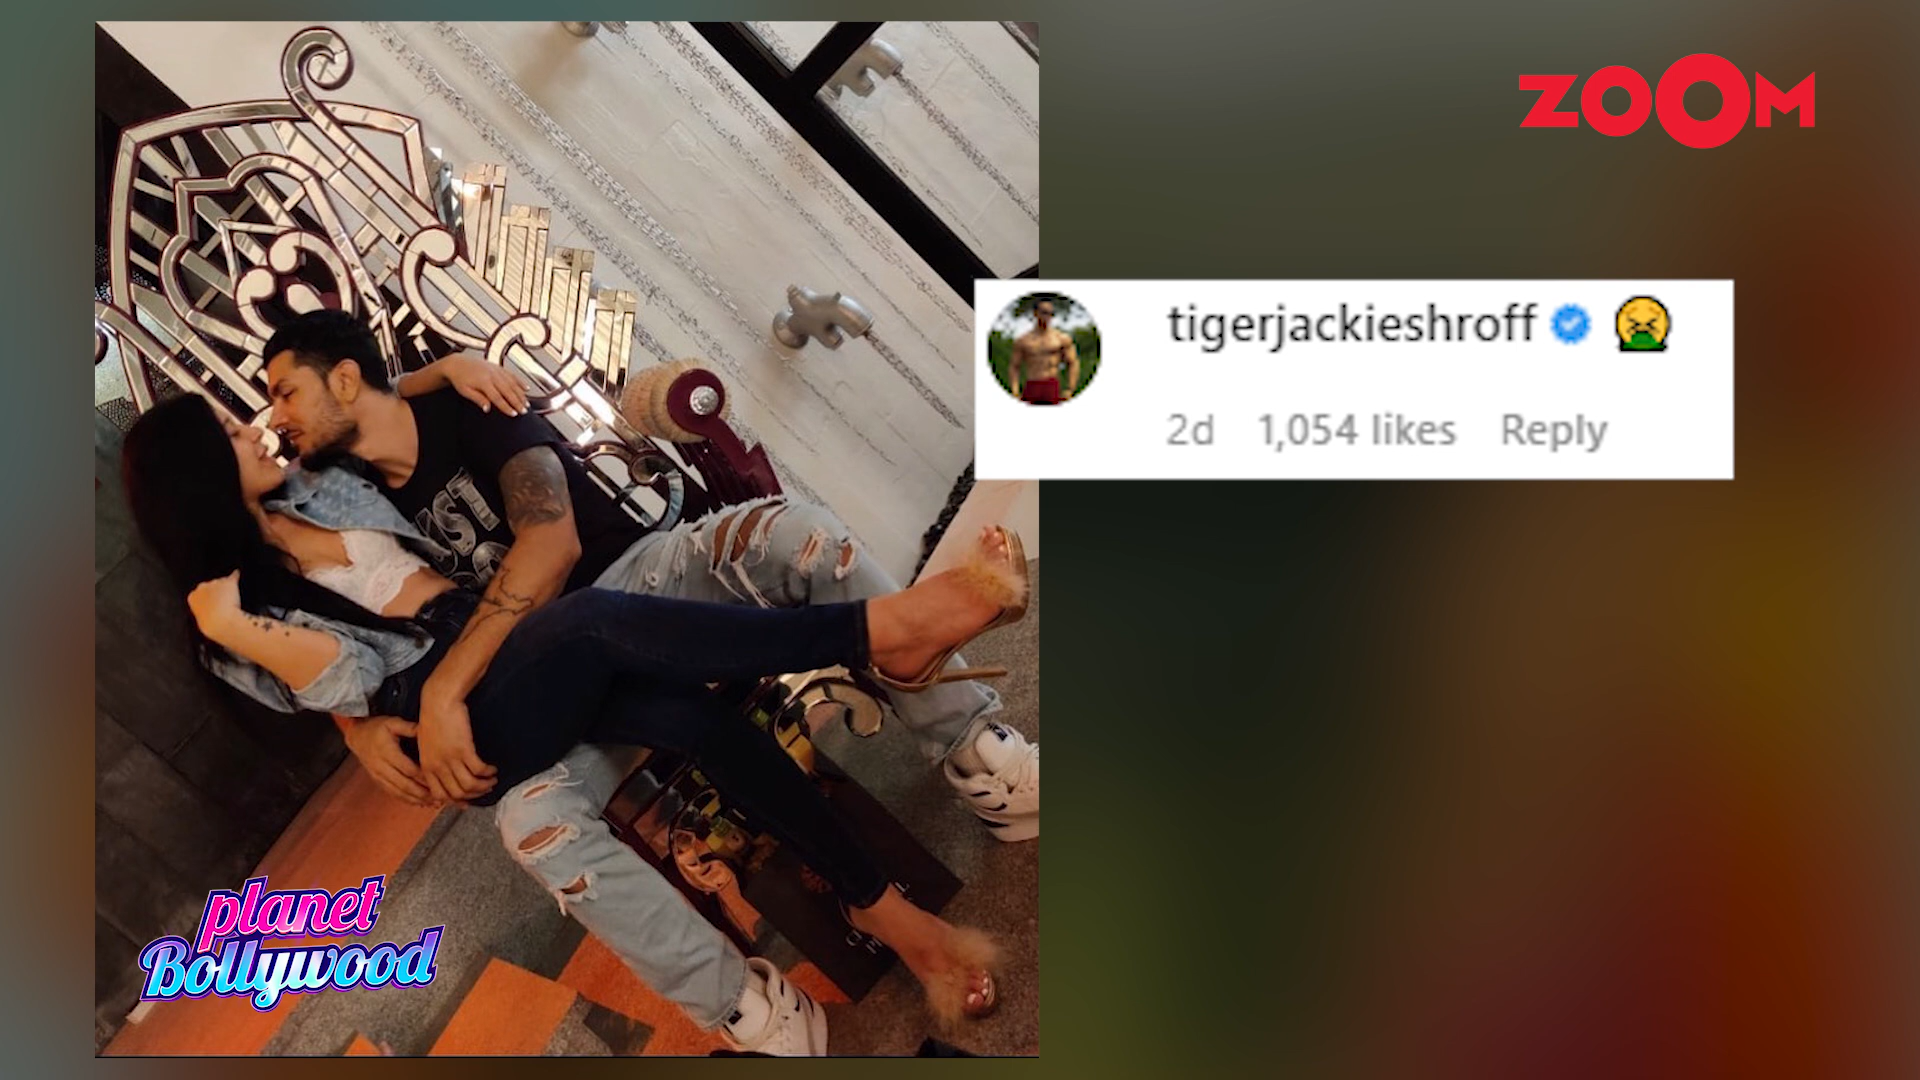 ZOOM
tigerjackieshroff 🤮
2d 1,054 likes Reply
planet
Bollywood